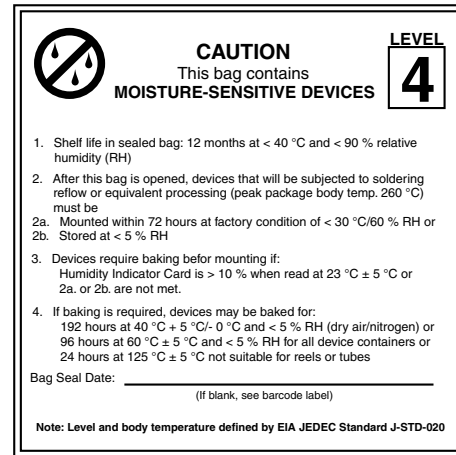 LEVEL
CAUTION
4
This bag contains
MOISTURE-SENSITIVE DEVICES
1. Shelf life in sealed bag: 12 months at < 40 °C and < 90 % relative
humidity (RH)
2. After this bag is opened, devices that will be subjected to soldering
reflow or equivalent processing (peak package body temp. 260 °C)
must be
2a. Mounted within 72 hours at factory condition of < 30 °C/60 % RH or
2b. Stored at < 5 % RH
3. Devices require baking befor mounting if:
Humidity Indicator Card is > 10 % when read at 23 °C ± 5 °C or
2a. or 2b. are not met.
4. If baking is required, devices may be baked for:
192 hours at 40 °C + 5 °C/- 0 °C and < 5 % RH (dry air/nitrogen) or
96 hours at 60 °C ± 5 °C and < 5 % RH for all device containers or
24 hours at 125 °C ± 5 °C not suitable for reels or tubes
Bag Seal Date:
(If blank, see barcode label)
Note: Level and body temperature defined by EIA JEDEC Standard J-STD-020